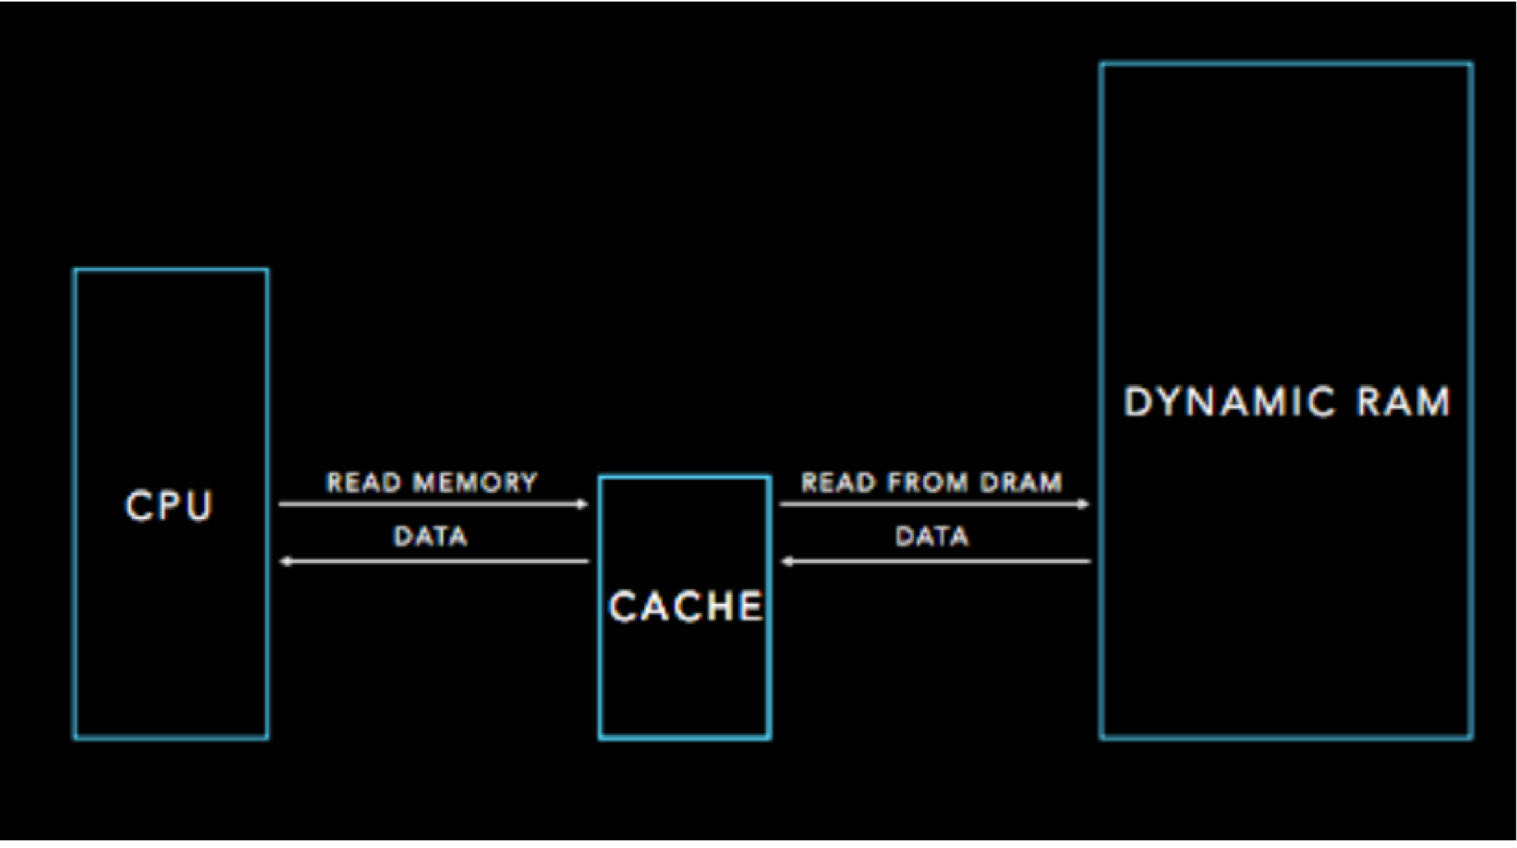 CPU
READ MEMORY
DATA
CACHE
READ FROM DRAM
DATA
DYNAMIC RAM